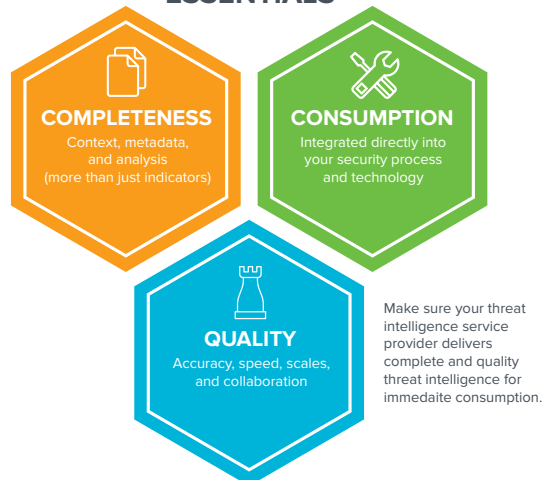 ESSENTIALS
COMPLETENESS
Context, metadata,
and analysis
(more than just indicators)
CONSUMPTION
Integrated directly into
your security process
and technology
QUALITY
Accuracy, speed, scales,
and collaboration
Make sure your threat
intelligence service
provider delivers
complete and quality
threat intelligence for
immedaite consumption.